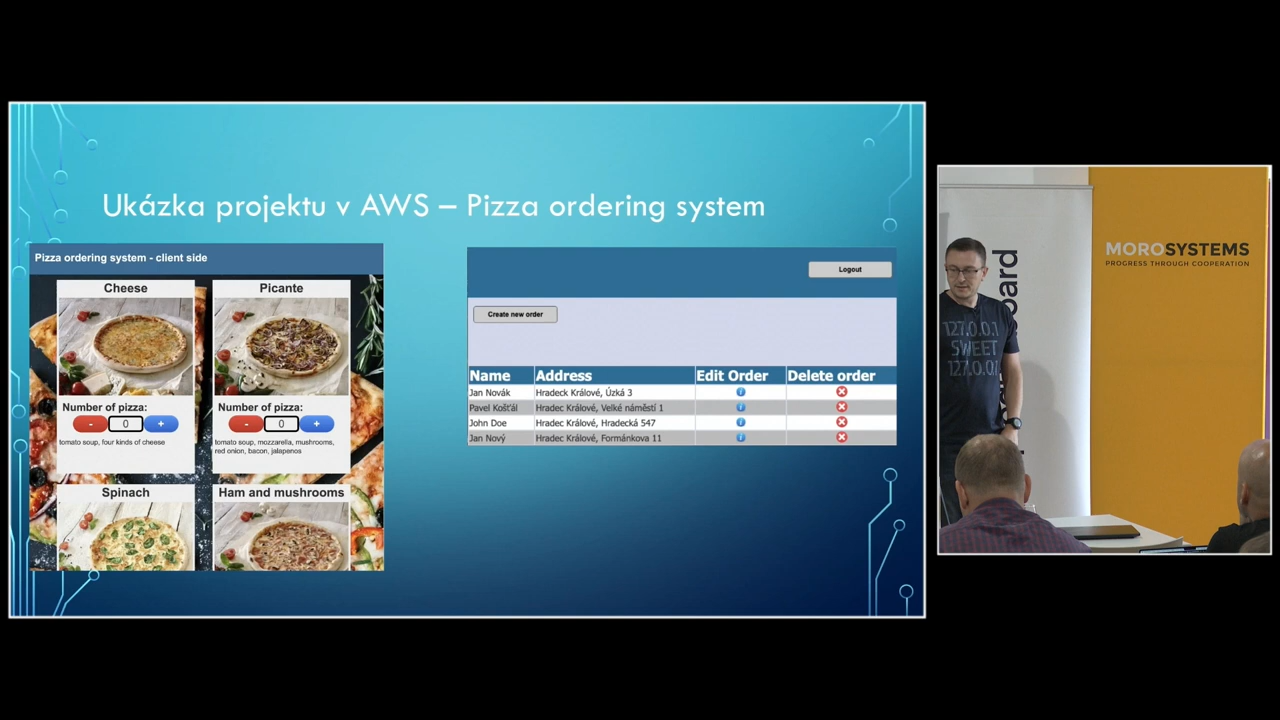 Ukázka projektu v AWS – Pizza ordering system
Pizza ordering system - client side
Cheese
Picante
Number of pizza:
Number of pizza:
- 0 +
- 0 +
tomato soup, four kinds of cheese
tomato soup, mozzarella, mushrooms,
red onion, bacon, jalapenos
Spinach
Ham and mushrooms
Logout
Create new order
Name Address Edit Order Delete order
Jan Novák Hradeck Králové, Úzká 3
Pavel Košťál Hradec Králové, Velké náměstí 1
John Doe Hradec Králové, Hradecká 547
Jan Nový Hradec Králové, Formánkova 11
MOROSYSTEMS
PROGRESS THROUGH COOPERATION
127.0.0.1
SWEET
127.0.0.1
oard